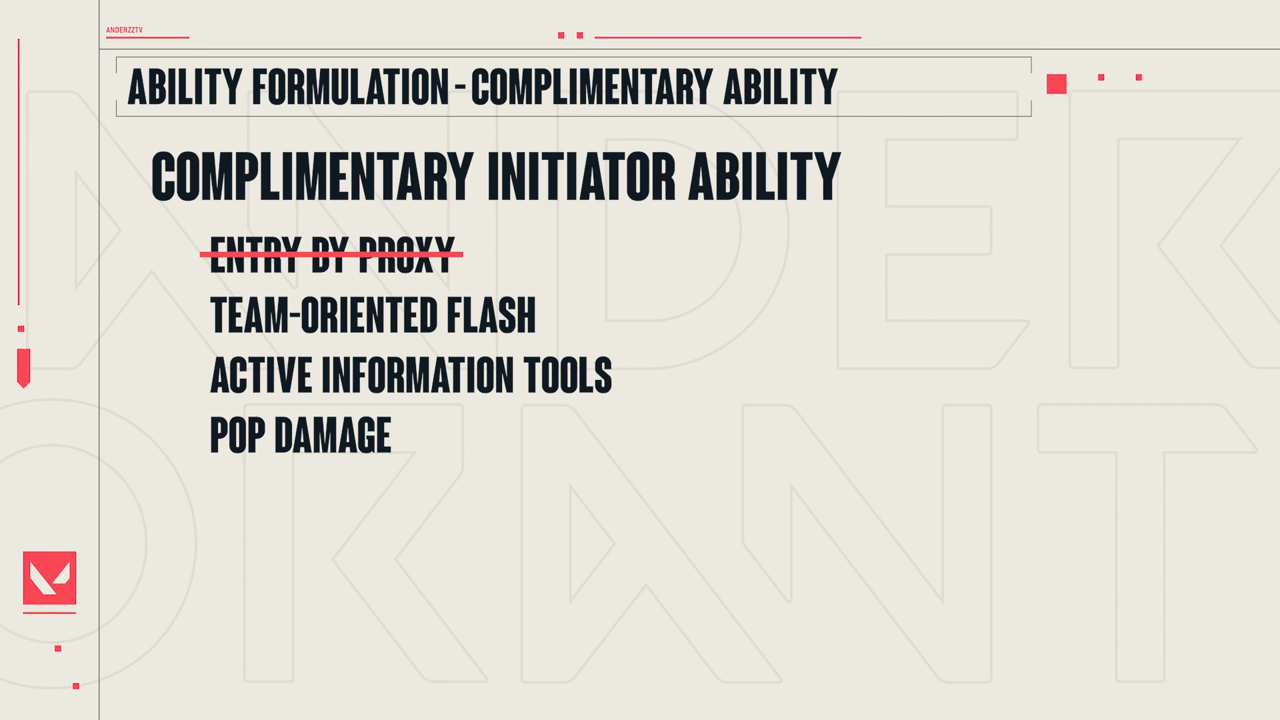 ANDERZZTV
ABILITY FORMULATION - COMPLIMENTARY ABILITY
COMPLIMENTARY INITIATOR ABILITY
ENTRY BY PROXY
TEAM-ORIENTED FLASH
ACTIVE INFORMATION TOOLS
POP DAMAGE